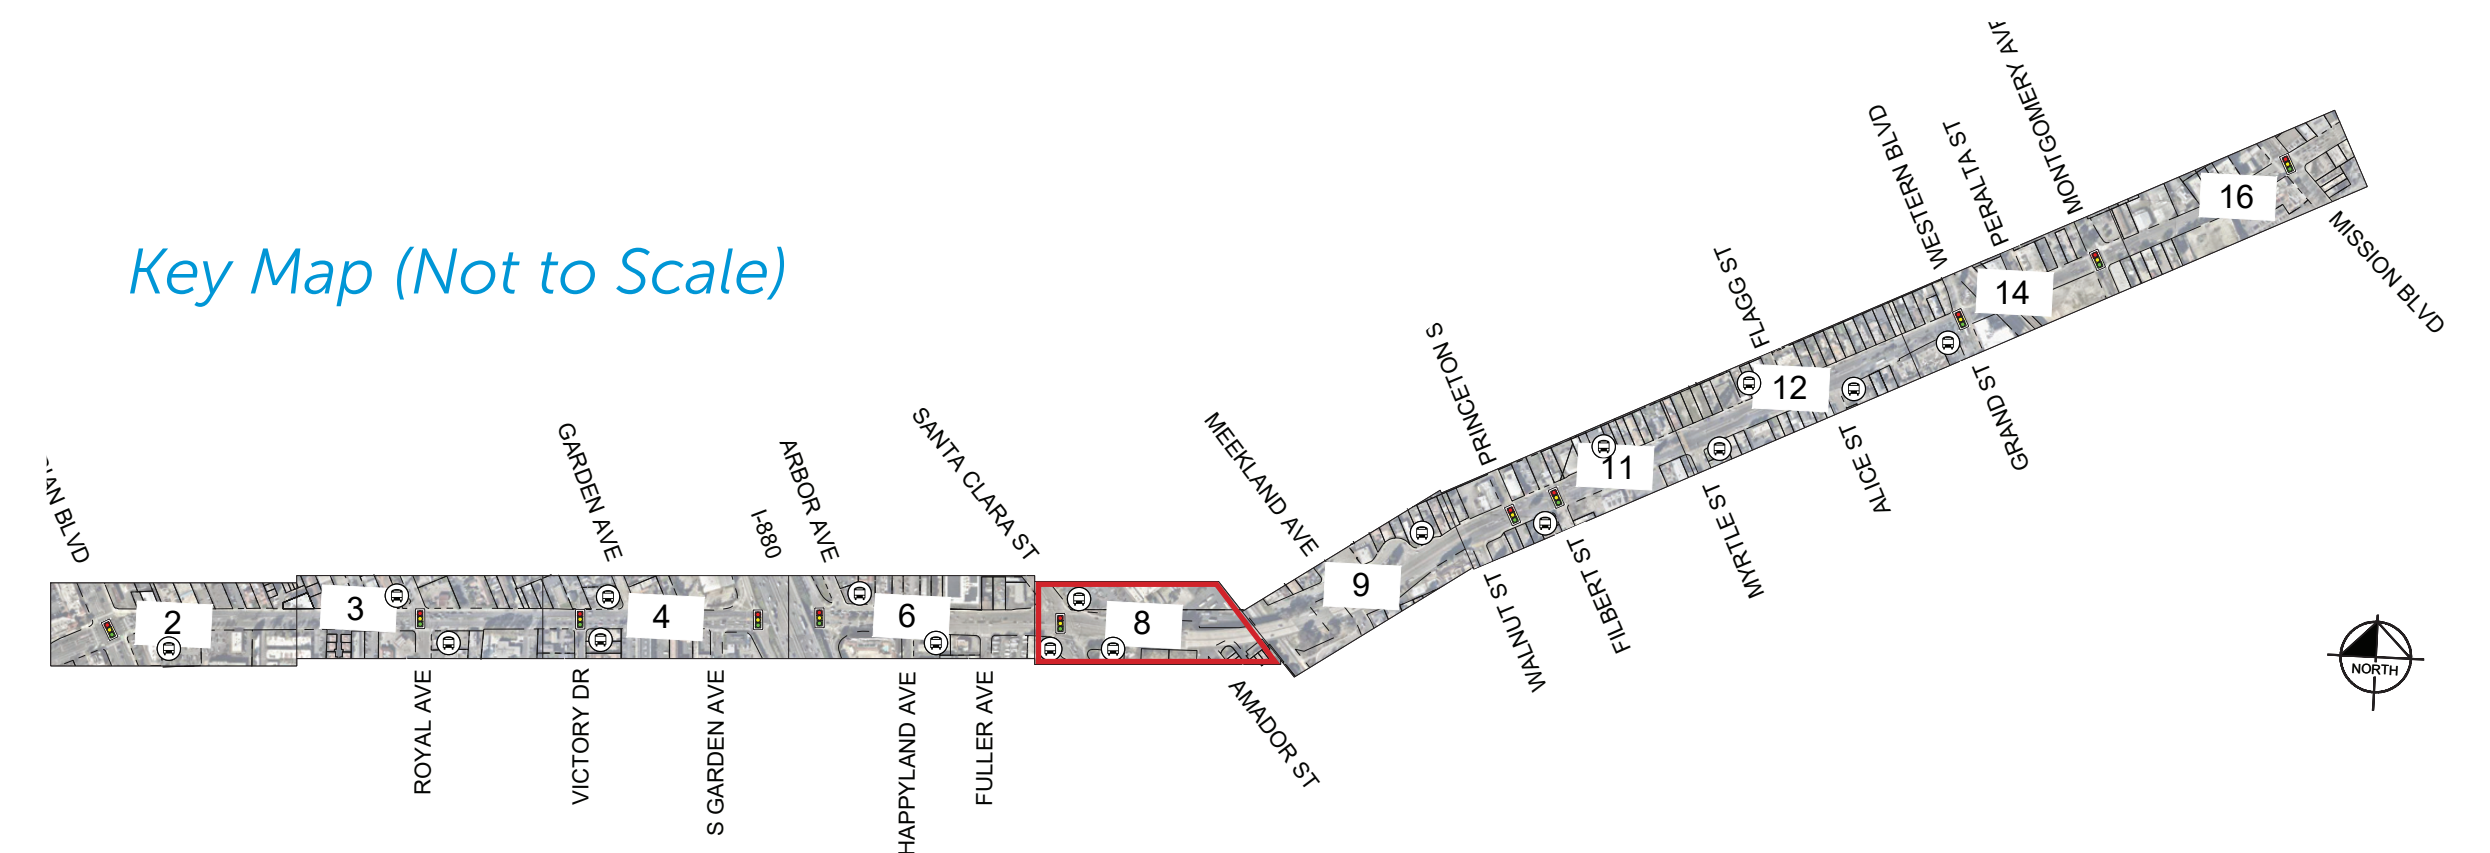 MONTGOMERY AVE
WESTERN BLVD
PERALTA ST
16
Key Map (Not to Scale)
MISSION BLVD
FLAGG ST
14
PRINCETON S
12
GRAND ST
SANTA CLARA ST
MEEKLAND AVE
GARDEN AVE
ARBOR AVE
11
ALICE ST
BLVD
I-880
MYRTLE ST
9
FILBERT ST
WALNUT ST
2
3
4
6
8
NORTH
ROYAL AVE
VICTORY DR
S GARDEN AVE
HAPPYLAND AVE
FULLER AVE
AMADOR ST